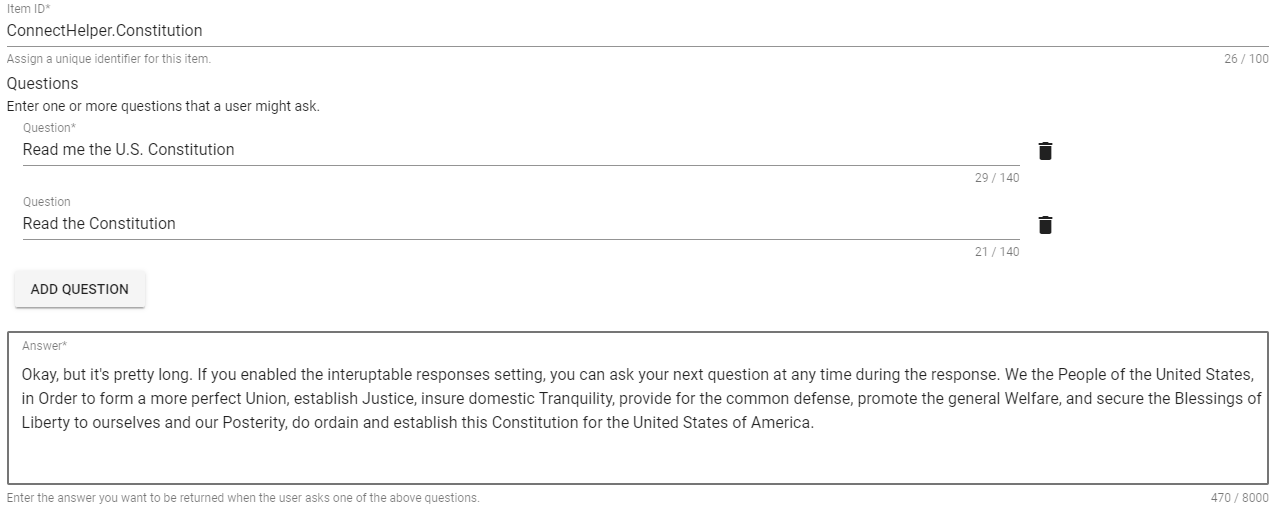 Item ID*
ConnectHelper.Constitution
Assign a unique identifier for this item.
26 / 100
Questions
Enter one or more questions that a user might ask.
Question*
Read me the U.S. Constitution
29 / 140
Question
Read the Constitution
21 / 140
ADD QUESTION
Answer*
Okay, but it's pretty long. If you enabled the interuptable responses setting, you can ask your next question at any time during the response. We the People of the United States,
in Order to form a more perfect Union, establish Justice, insure domestic Tranquility, provide for the common defense, promote the general Welfare, and secure the Blessings of
Liberty to ourselves and our Posterity, do ordain and establish this Constitution for the United States of America.
Enter the answer you want to be returned when the user asks one of the above questions.
470 / 8000